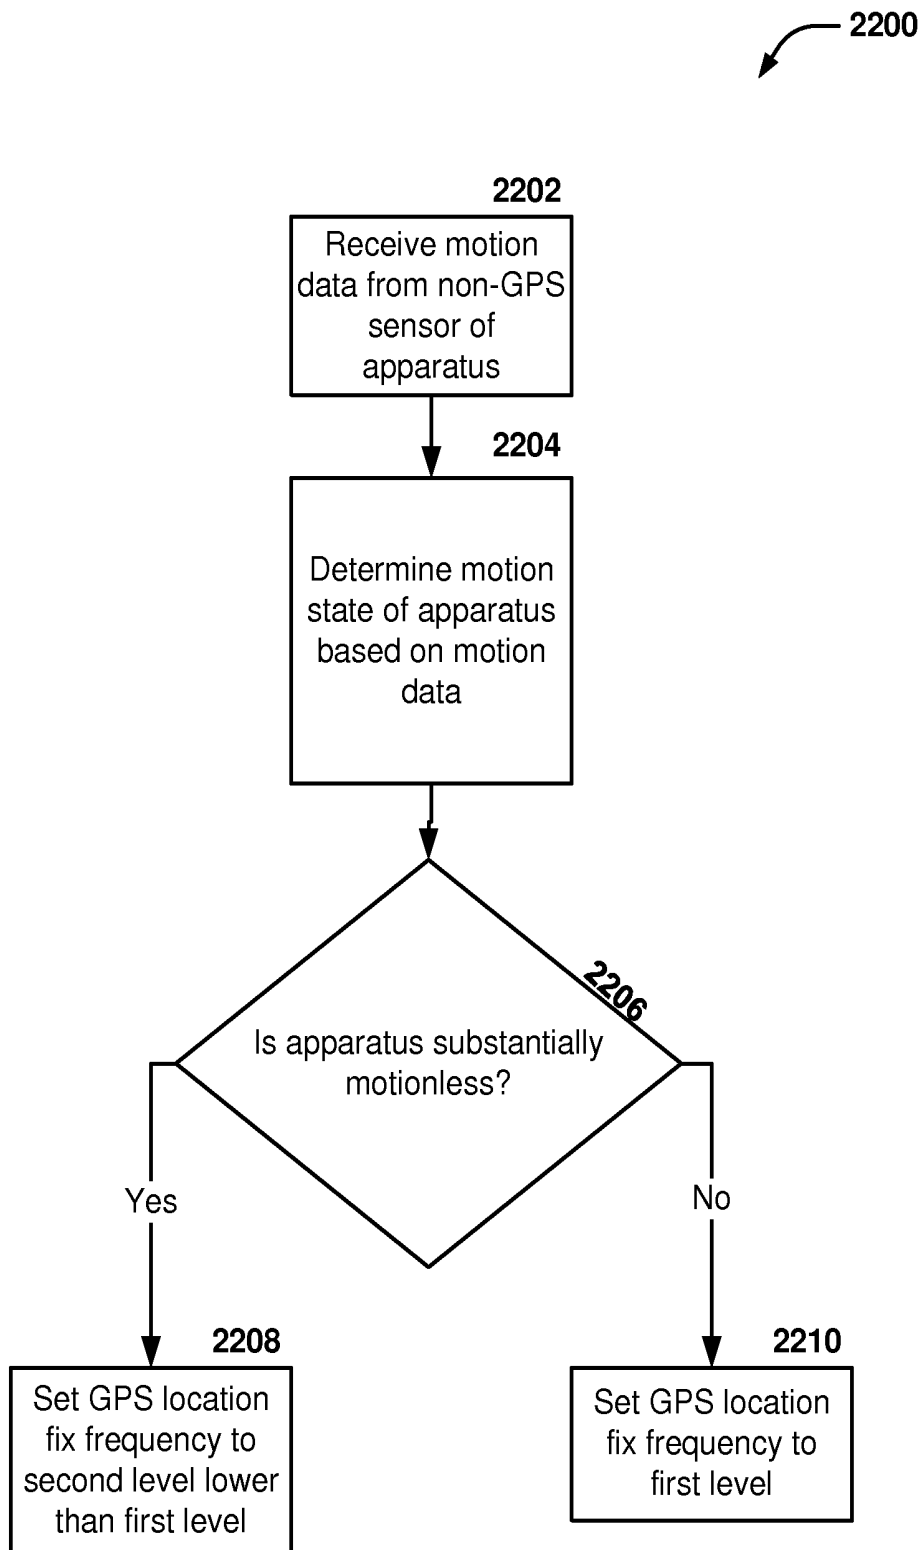 2200
2202
Receive motion
data from non-GPS
sensor of
apparatus
2204
Determine motion
state of apparatus
based on motion
data
2206
Is apparatus substantially
motionless?
Yes
No
2208
Set GPS location
fix frequency to
second level lower
than first level
2210
Set GPS location
fix frequency to
first level